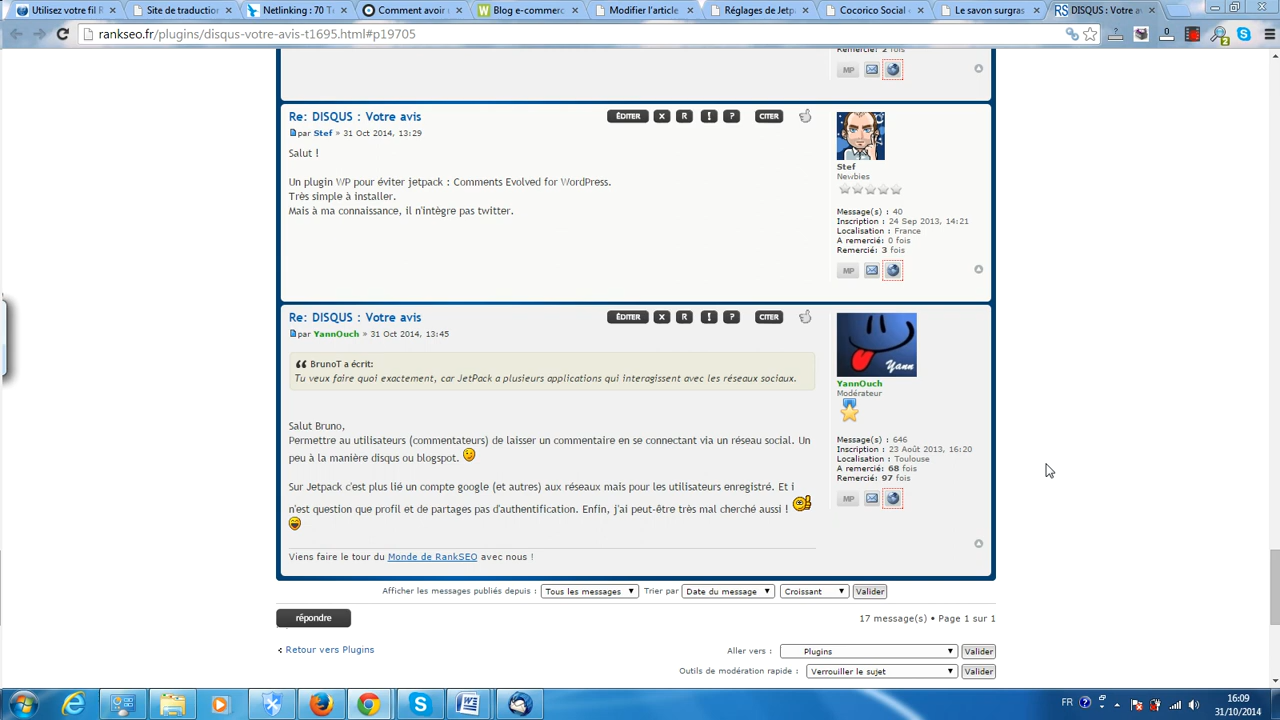 Utilisez votre fil R
Site de traduction
Netlinking : 70 T
Comment avoir
Blog e-commerc
Modifier l'article
Réglages de Jetp
Cocorico Social
Le savon surgras
DISQUS : Votre a
rankseo.fr/plugins/disqus-votre-avis-t1695.html#p19705
Remercié: 2 fois
MP
Re: DISQUS : Votre avis
ÉDITER X R ! ? CITER
par Stef » 31 Oct 2014, 13:29
Salut !
Un plugin WP pour éviter jetpack : Comments Evolved for WordPress.
Très simple à installer.
Mais à ma connaissance, il n'intègre pas twitter.
Stef
Newbies
Message(s) : 40
Inscription : 24 Sep 2013, 14:21
Localisation : France
A remercié: 0 fois
Remercié: 3 fois
MP
Re: DISQUS : Votre avis
ÉDITER X R ! ? CITER
par YannOuch » 31 Oct 2014, 13:45
BrunoT a écrit:
Tu veux faire quoi exactement, car JetPack a plusieurs applications qui interagissent avec les réseaux sociaux.
Salut Bruno,
Permettre au utilisateurs (commentateurs) de laisser un commentaire en se connectant via un réseau social. Un
peu à la manière disqus ou blogspot.
Sur Jetpack c'est plus lié un compte google (et autres) aux réseaux mais pour les utilisateurs enregistré. Et i
n'est question que profil et de partages pas d'authentification. Enfin, j'ai peut-être très mal cherché aussi !
Viens faire le tour du Monde de RankSEO avec nous !
Yann
YannOuch
Modérateur
Message(s) : 646
Inscription : 23 Août 2013, 16:20
Localisation : Toulouse
A remercié: 68 fois
Remercié: 97 fois
MP
Afficher les messages publiés depuis : Tous les messages Trier par Date du message Croissant Valider
répondre
17 message(s) • Page 1 sur 1
Retour vers Plugins
Aller vers : Plugins Valider
Outils de modération rapide : Verrouiller le sujet Valider
FR
16:09
31/10/2014